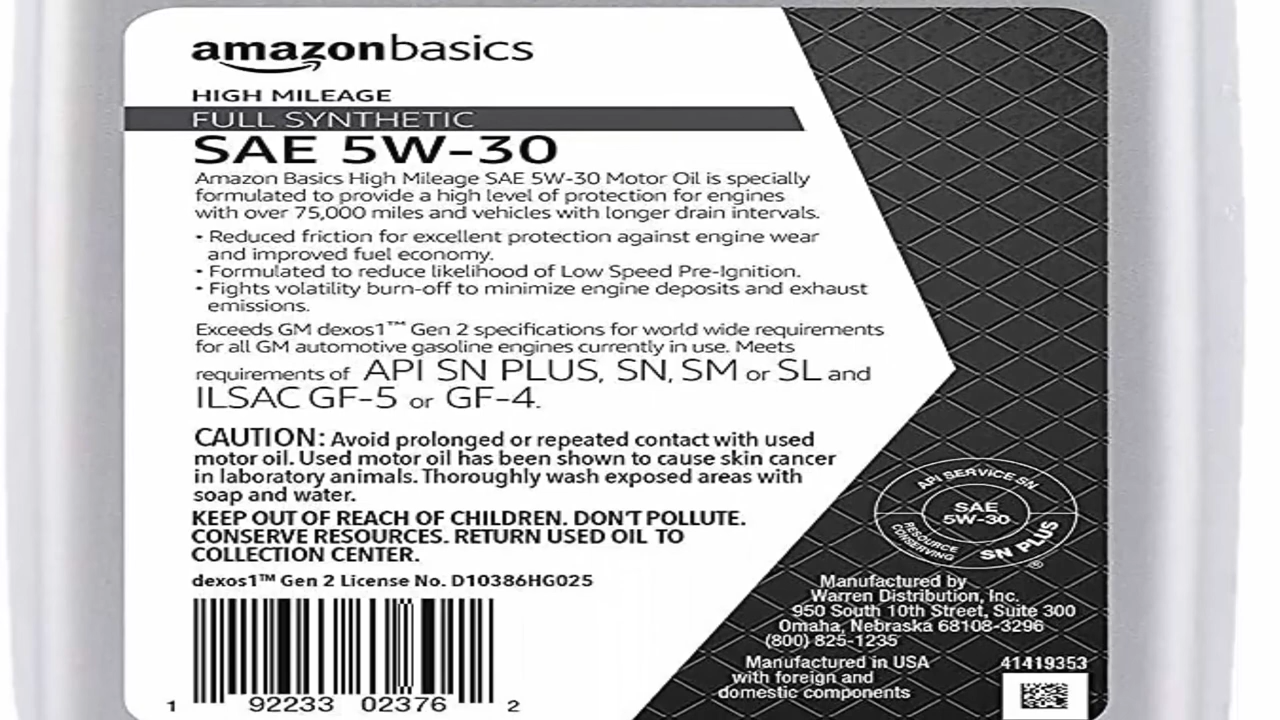 amazonbasics
HIGH MILEAGE
FULL SYNTHETIC
SAE 5W-30
Amazon Basics High Mileage SAE 5W-30 Motor Oil is specially
formulated to provide a high level of protection for engines
with over 75,000 miles and vehicles with longer drain intervals.
• Reduced friction for excellent protection against engine wear
and improved fuel economy.
• Formulated to reduce likelihood of Low Speed Pre-Ignition.
• Fights volatility burn-off to minimize engine deposits and exhaust
emissions.
Exceeds GM dexos1™ Gen 2 specifications for world wide requirements
for all GM automotive gasoline engines currently in use. Meets
requirements of API SN PLUS, SN, SM or SL and
ILSAC GF-5 or GF-4.
CAUTION: Avoid prolonged or repeated contact with used
motor oil. Used motor oil has been shown to cause skin cancer
in laboratory animals. Thoroughly wash exposed areas with
soap and water.
KEEP OUT OF REACH OF CHILDREN. DON'T POLLUTE.
CONSERVE RESOURCES. RETURN USED OIL TO
COLLECTION CENTER.
dexos1™ Gen 2 License No. D10386HG025
1 92233 02376 2
API SERVICE SN
SAE
5W-30
RESOURCE
CONSERVING
SN PLUS
®
Manufactured by
Warren Distribution, Inc.
950 South 10th Street, Suite 300
Omaha, Nebraska 68108-3296
(800) 825-1235
Manufactured in USA
with foreign and
domestic components
41419353